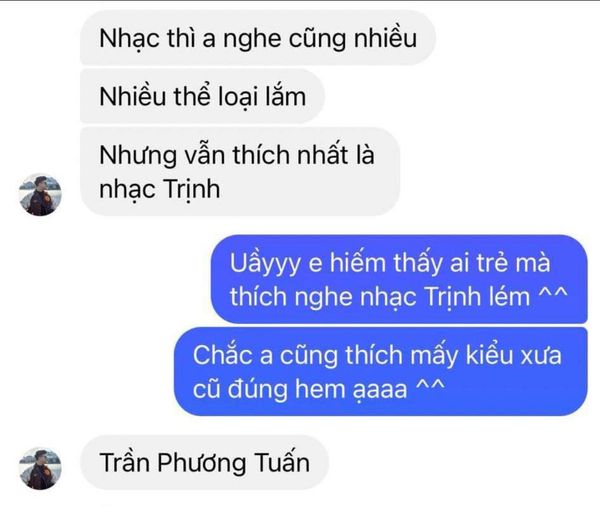 Nhạc thì a nghe cũng nhiều
Nhiều thể loại lắm
Nhưng vẫn thích nhất là
nhạc Trịnh
Uầyyy e hiếm thấy ai trẻ mà
thích nghe nhạc Trịnh lém ^^
Chắc a cũng thích mấy kiểu xưa
cũ đúng hem ạaaa ^^
Trần Phương Tuấn